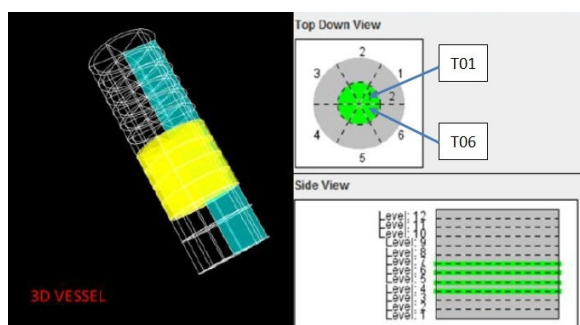 Top Down View
2
3
1
2
4
6
5
T01
T06
Side View
Level: 12
Level: 11
Level: 10
Level: 9
Level: 8
Level: 7
Level: 6
Level: 5
Level: 4
Level: 3
Level: 2
Level: 1
3D VESSEL